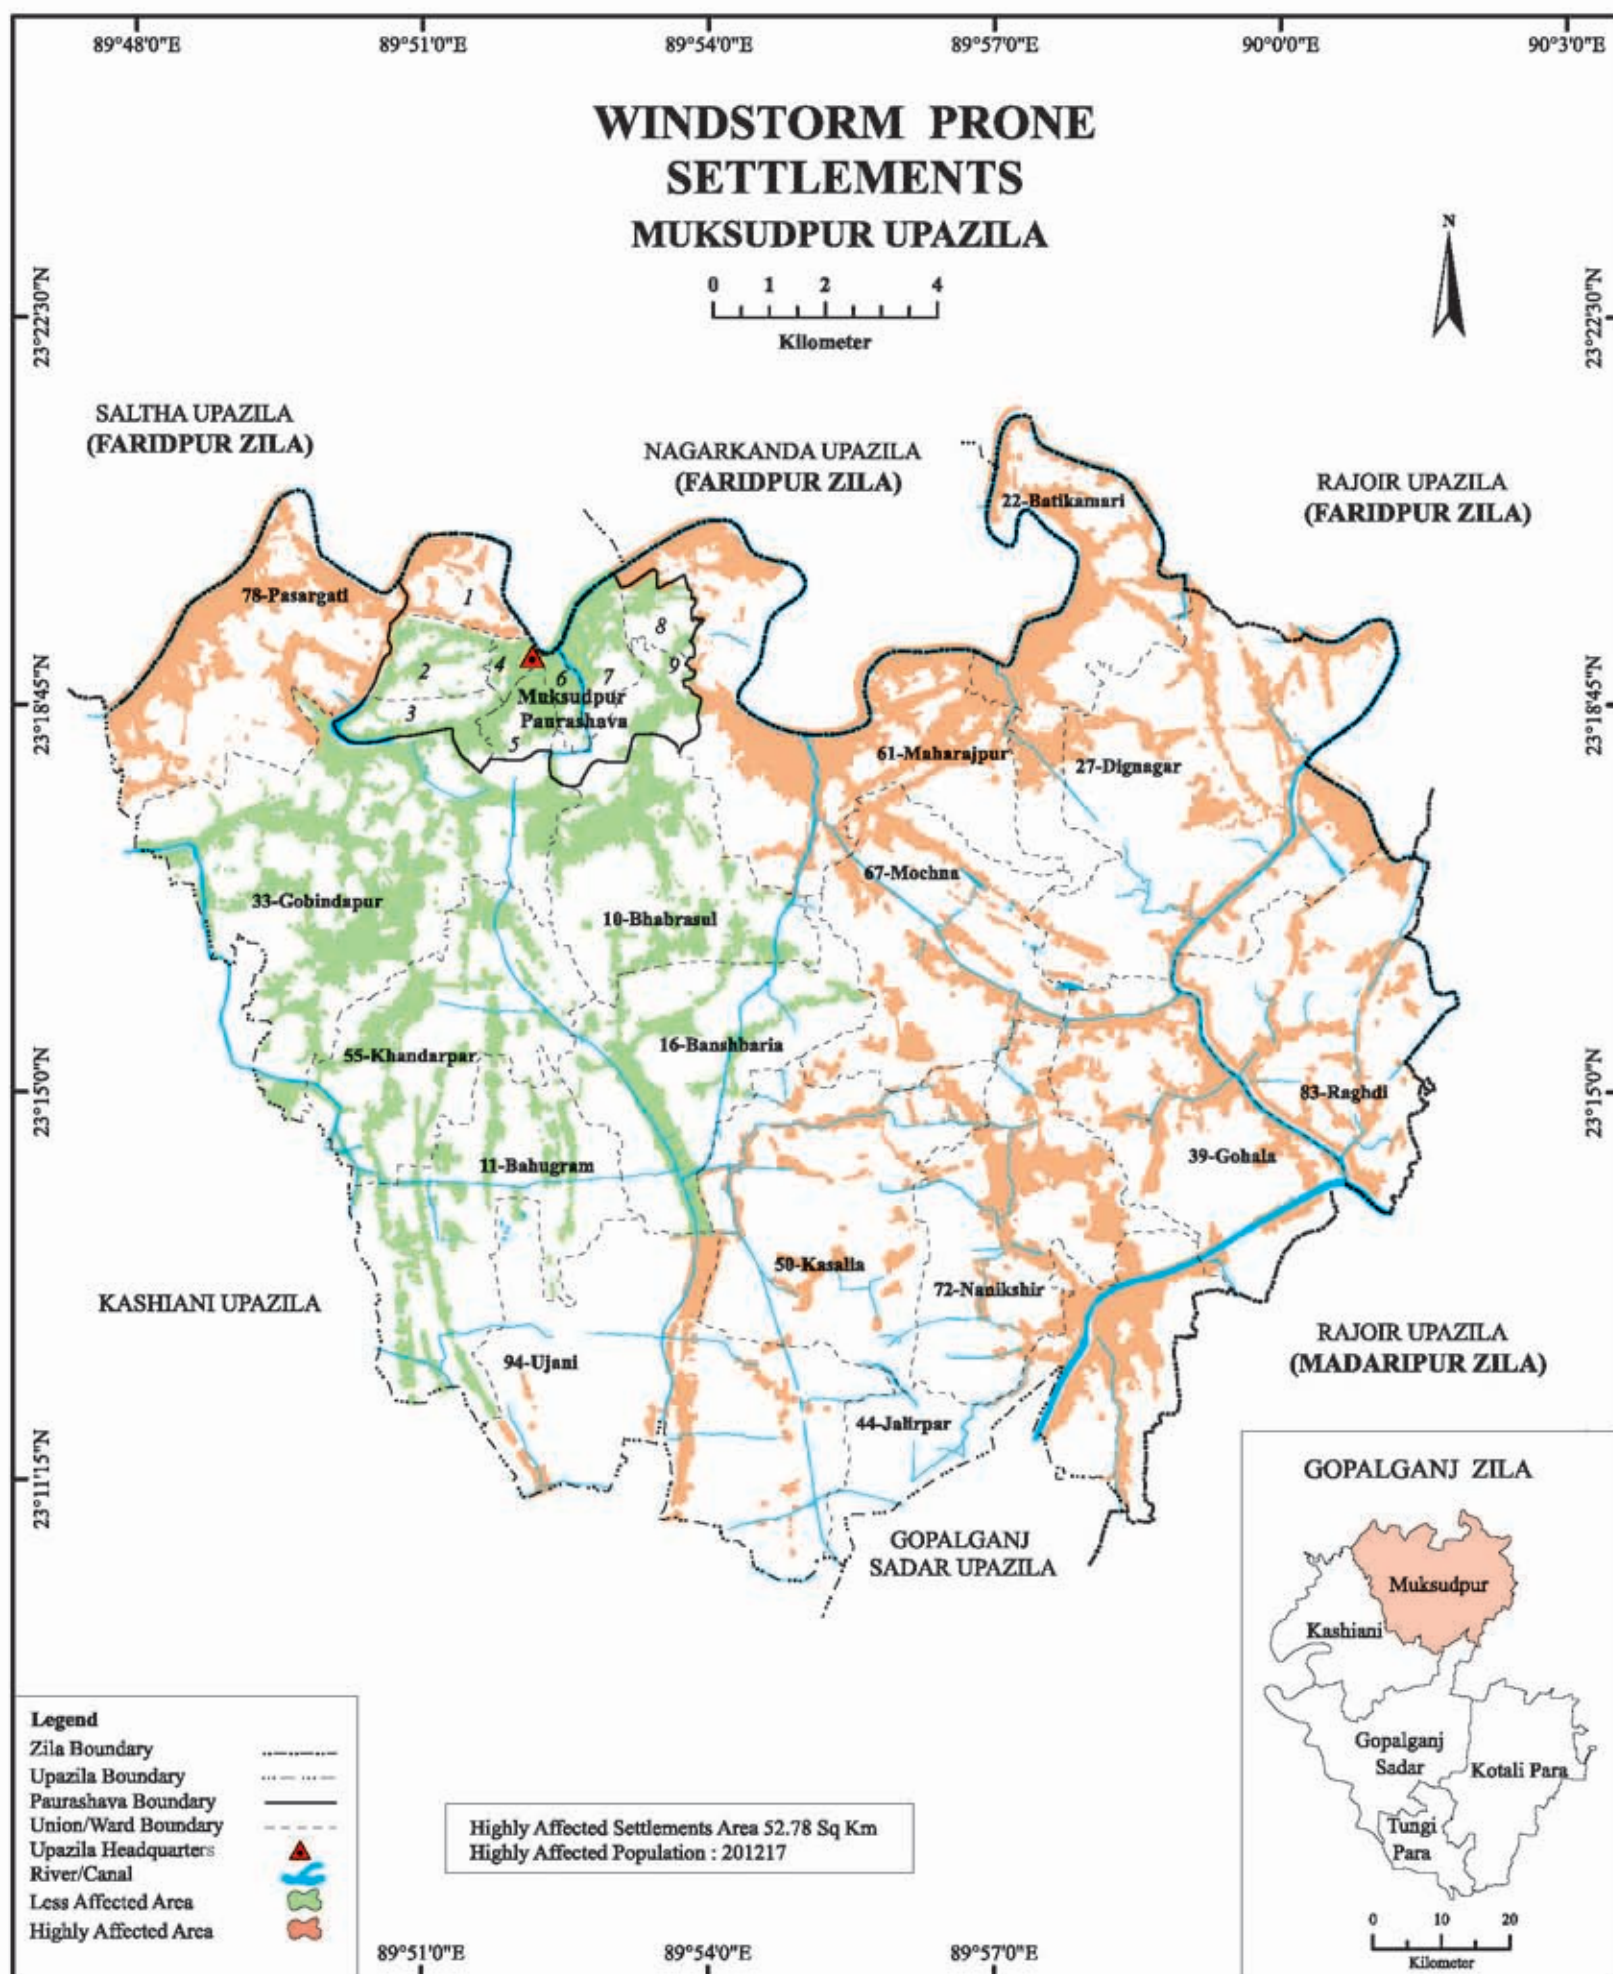 89°48'0"E
89°51'0"E
89°54'0"E
89°57'0"E
90°0'0"E
90°3'0"E
WINDSTORM PRONE
SETTLEMENTS
MUKSUDPUR UPAZILA
N
0 1 2 4
Kilometer
23°22'30"N
23°22'30"N
SALTHA UPAZILA
(FARIDPUR ZILA)
NAGARKANDA UPAZILA
(FARIDPUR ZILA)
RAJOIR UPAZILA
(FARIDPUR ZILA)
22-Batikamari
78-Pasargati
1
8
2
4
6
7
9
Muksudpur
Paurashava
3
5
23°18'45"N
23°18'45"N
61-Maharajpur
27-Dignagar
67-Mochna
33-Gobindapur
10-Bhabrasul
16-Banshbaria
55-Khandarpar
23°15'0"N
23°15'0"N
83-Raghdi
11-Bahugram
39-Gohala
50-Kasalia
72-Nanikshir
KASHIANI UPAZILA
RAJOIR UPAZILA
(MADARIPUR ZILA)
94-Ujani
44-Jalirpar
23°11'15"N
GOPALGANJ
SADAR UPAZILA
GOPALGANJ ZILA
Muksudpur
Kashiani
Gopalganj
Sadar
Kotali Para
Tungi
Para
0 10 20
Kilometer
Legend
Zila Boundary
Upazila Boundary
Paurashava Boundary
Union/Ward Boundary
Upazila Headquarters
River/Canal
Less Affected Area
Highly Affected Area
Highly Affected Settlements Area 52.78 Sq Km
Highly Affected Population : 201217
89°51'0"E
89°54'0"E
89°57'0"E